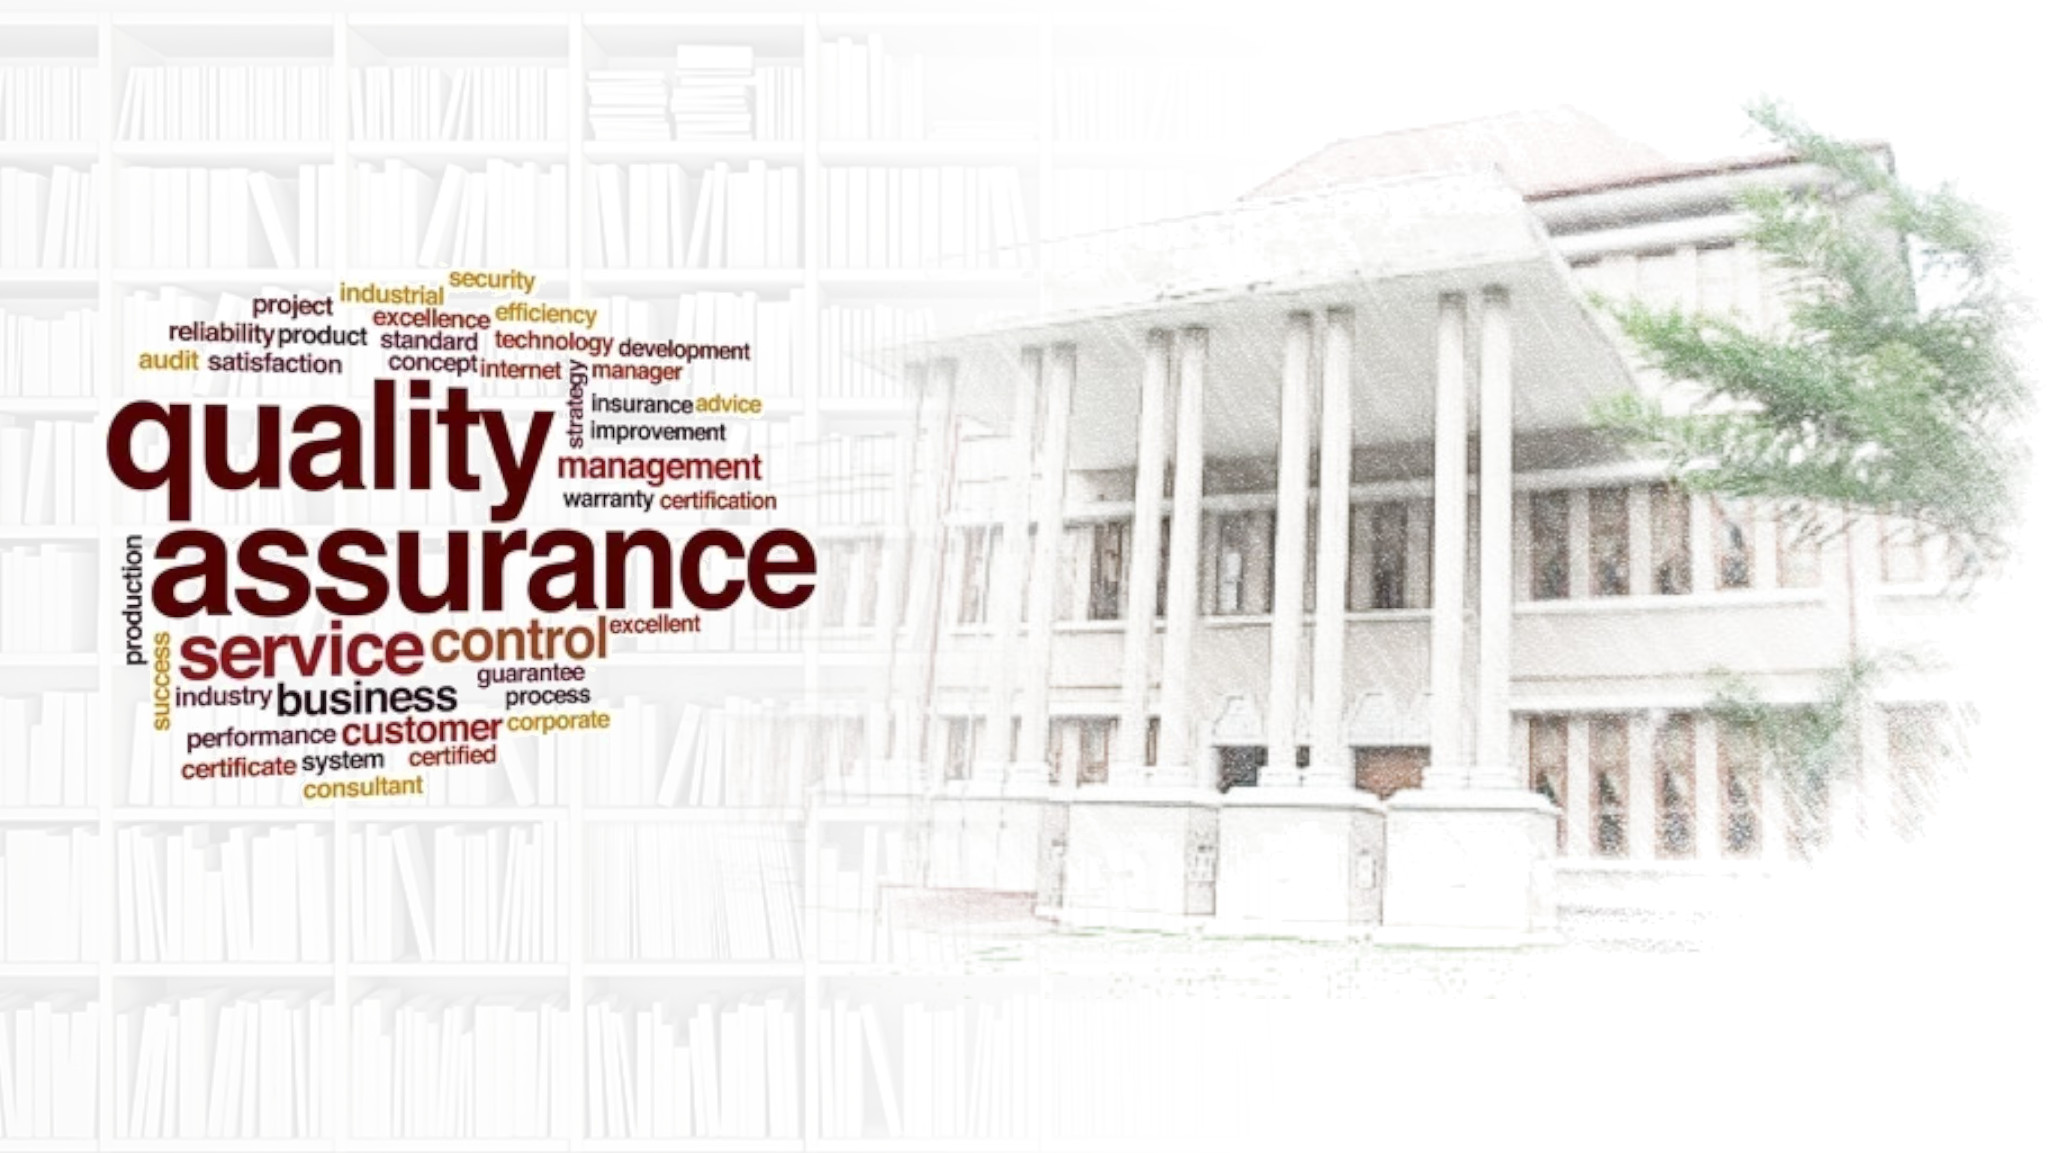 security
project industrial efficiency
excellence
reliability product standard technology development
audit satisfaction concept internet manager
strategy
insurance advice
improvement
quality
management
warranty certification
assurance
production
service control excellent
success
guarantee
industry business process
performance customer corporate
certificate system certified
consultant